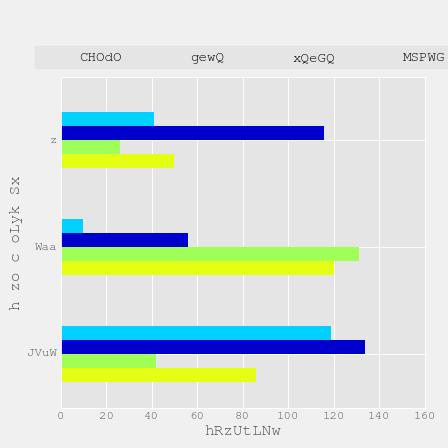 CHOdO gewQ xQeGQ MSPWG
h zo c oLyk Sx
z
Waa
JVuW
0 20 40 60 80 100 120 140 160
hRzUtLNw